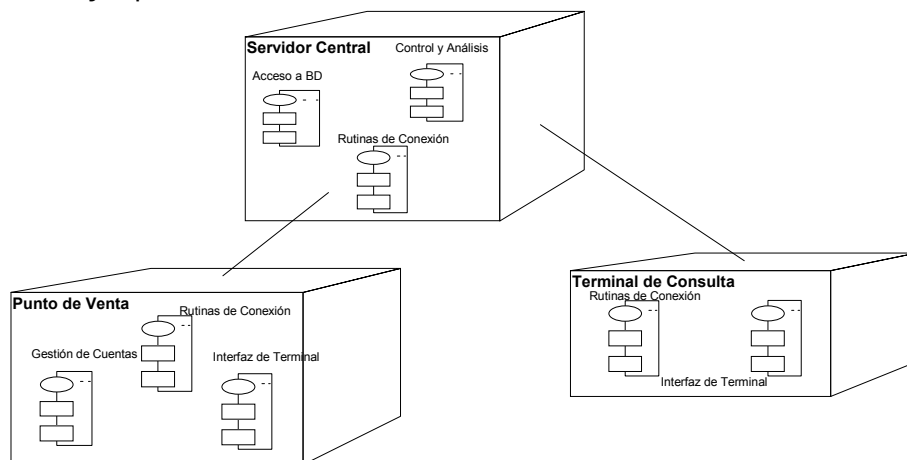 Servidor Central
Control y Análisis
Acceso a BD
Rutinas de Conexión
Punto de Venta
Rutinas de Conexión
Gestión de Cuentas
Interfaz de Terminal
Terminal de Consulta
Rutinas de Conexión
Interfaz de Terminal